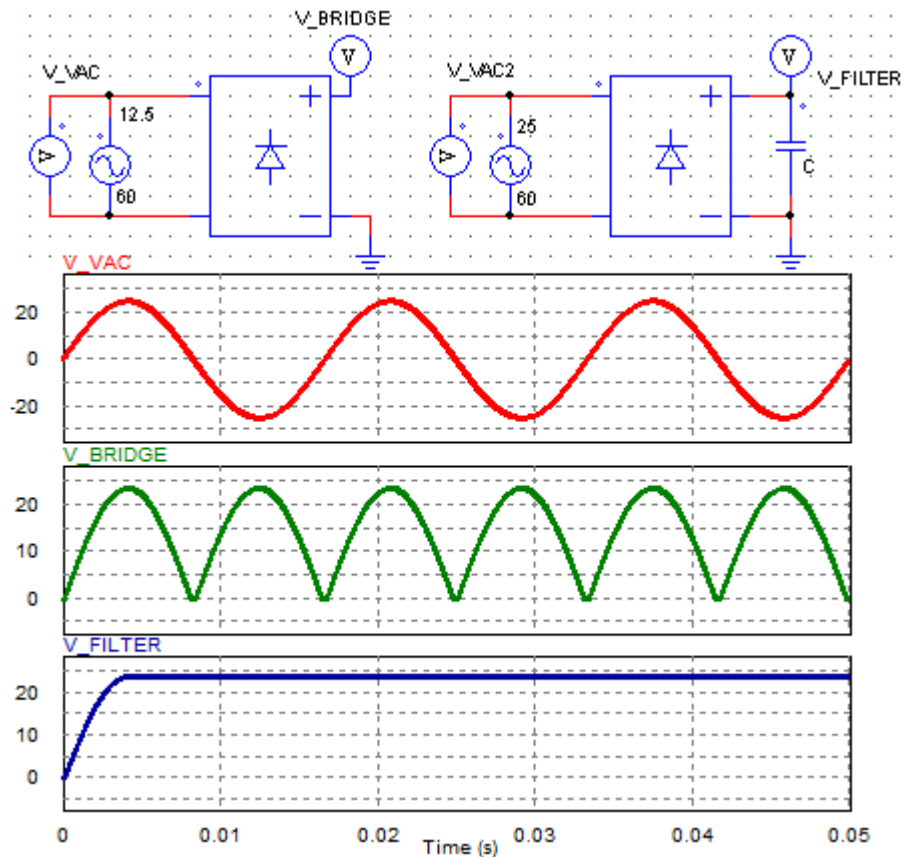 V_BRIDGE
V
V_VAC
12.5
V
60
+
−
V_VAC2
25
V
60
+
−
V
V_FILTER
C
V_VAC
20
0
-20
V_BRIDGE
20
10
0
V_FILTER
20
10
0
0 0.01 0.02 0.03 0.04 0.05
Time (s)